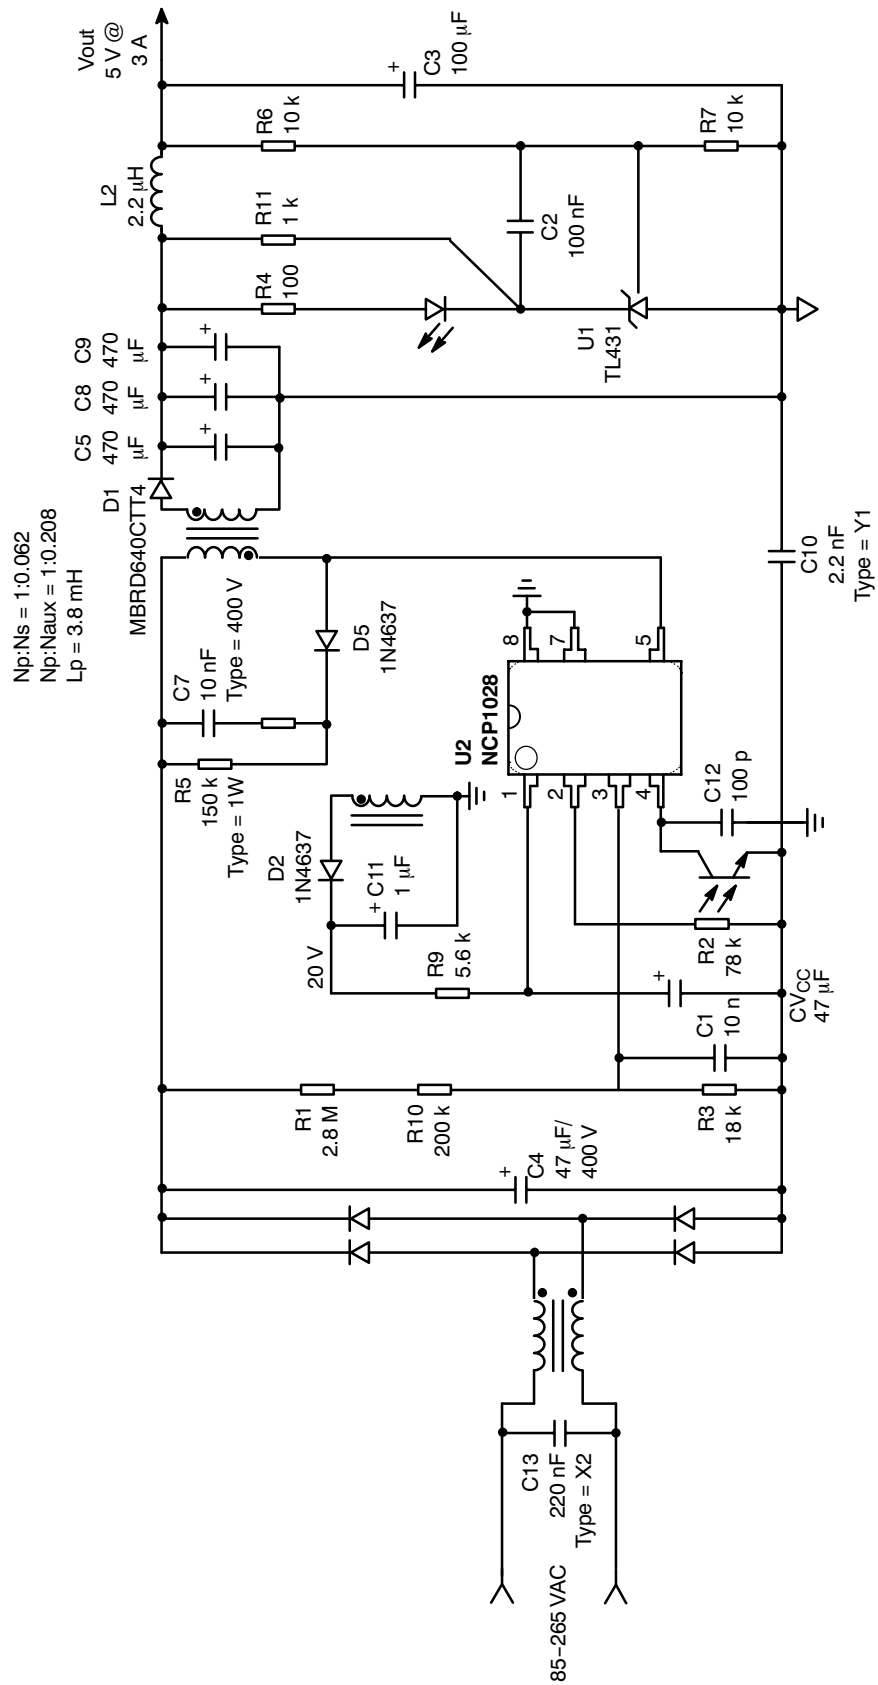 Np:Ns = 1:0.062
Np:Naux = 1:0.208
Lp = 3.8 mH
85−265 VAC
C13
220 nF
Type = X2
+
C4
47 µF/
400 V
R1
2.8 M
R10
200 k
R3
18 k
C1
10 n
+
CVCC
47 µF
20 V
R9
5.6 k
D2
1N4637
+
C11
1 µF
R2
78 k
C12
100 p
R5
150 k
Type = 1W
C7
10 nF
Type = 400 V
D5
1N4637
U2
NCP1028
1
2
3
4
8
7
5
C10
2.2 nF
Type = Y1
D1
MBRD640CTT4
C5
470
µF
+
C8
470
µF
+
C9
470
µF
+
R4
100
R11
1 k
L2
2.2 µH
R6
10 k
C2
100 nF
U1
TL431
R7
10 k
+
C3
100 µF
Vout
5 V @
3 A